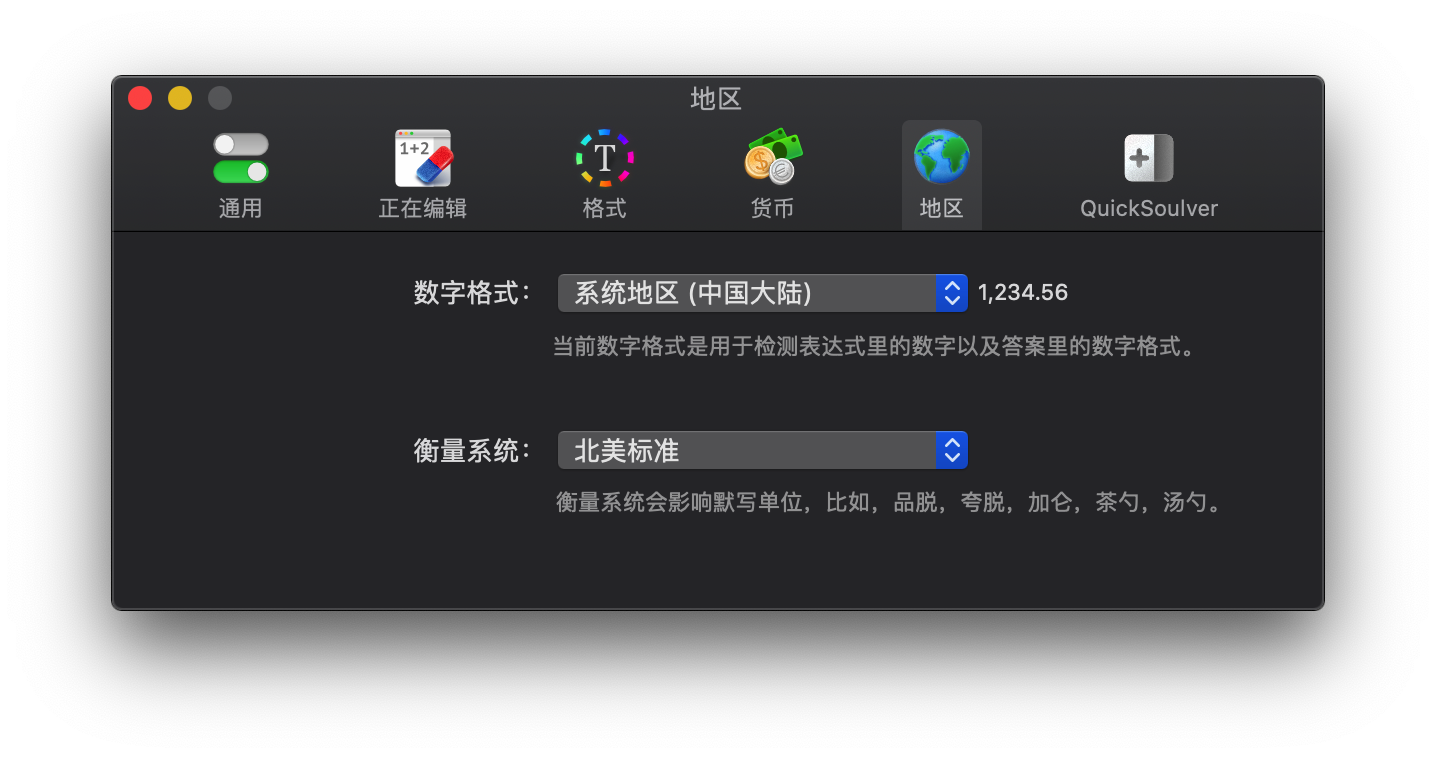 地区
1+2
T
通用
正在编辑
格式
货币
地区
QuickSoulver
数字格式：
系统地区 (中国大陆)
1,234.56
当前数字格式是用于检测表达式里的数字以及答案里的数字格式。
衡量系统：
北美标准
衡量系统会影响默写单位，比如，品脱，夸脱，加仑，茶勺，汤勺。